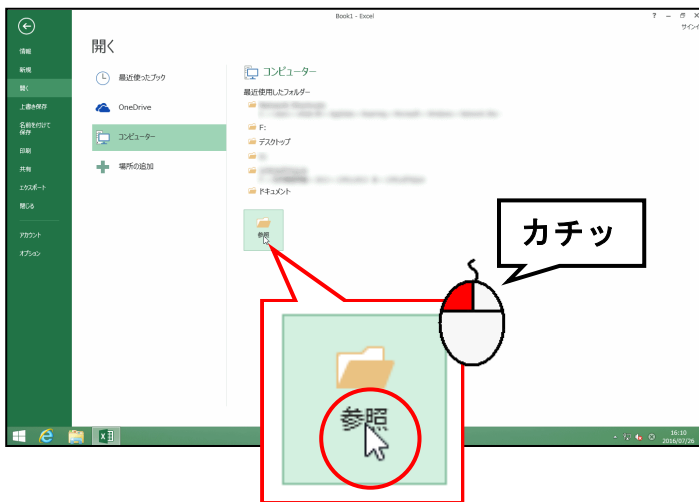 Book1 - Excel
? - サインイ
情報
新規
開く
上書き保存
名前を付けて
保存
印刷
共有
エクスポート
閉じる
アカウント
オプション
開く
最近使ったブック
OneDrive
コンピューター
場所の追加
コンピューター
最近使用したフォルダー
F:
デスクトップ
ドキュメント
参照
カチッ
参照
16:10
2016/07/26